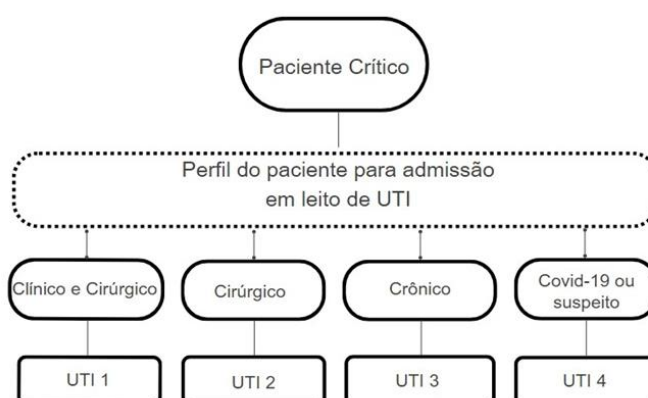 Paciente Crítico
Perfil do paciente para admissão
em leito de UTI
Clínico e Cirúrgico
Cirúrgico
Crônico
Covid-19 ou
suspeito
UTI 1
UTI 2
UTI 3
UTI 4